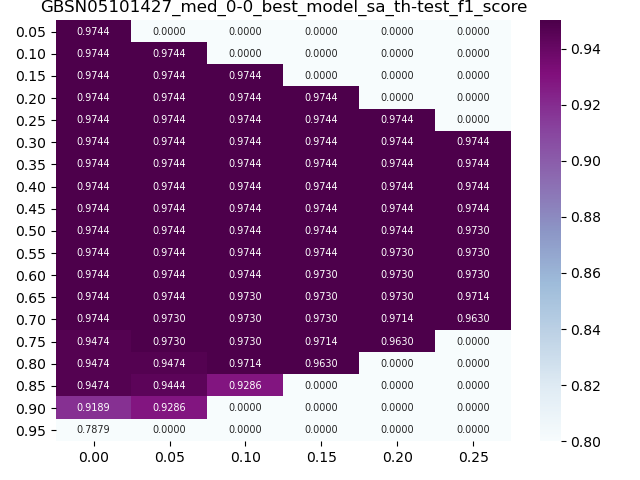 GBSN05101427_med_0-0_best_model_sa_th-test_f1_score
0.05 0.9744 0.0000 0.0000 0.0000 0.0000 0.0000
0.10 0.9744 0.9744 0.0000 0.0000 0.0000 0.0000
0.15 0.9744 0.9744 0.9744 0.0000 0.0000 0.0000
0.20 0.9744 0.9744 0.9744 0.9744 0.0000 0.0000
0.25 0.9744 0.9744 0.9744 0.9744 0.9744 0.0000
0.30 0.9744 0.9744 0.9744 0.9744 0.9744 0.9744
0.35 0.9744 0.9744 0.9744 0.9744 0.9744 0.9744
0.40 0.9744 0.9744 0.9744 0.9744 0.9744 0.9744
0.45 0.9744 0.9744 0.9744 0.9744 0.9744 0.9744
0.50 0.9744 0.9744 0.9744 0.9744 0.9744 0.9730
0.55 0.9744 0.9744 0.9744 0.9744 0.9730 0.9730
0.60 0.9744 0.9744 0.9744 0.9730 0.9730 0.9730
0.65 0.9744 0.9744 0.9730 0.9730 0.9730 0.9714
0.70 0.9744 0.9730 0.9730 0.9730 0.9714 0.9630
0.75 0.9474 0.9730 0.9730 0.9714 0.9630 0.0000
0.80 0.9474 0.9474 0.9714 0.9630 0.0000 0.0000
0.85 0.9474 0.9444 0.9286 0.0000 0.0000 0.0000
0.90 0.9189 0.9286 0.0000 0.0000 0.0000 0.0000
0.95 0.7879 0.0000 0.0000 0.0000 0.0000 0.0000
0.00 0.05 0.10 0.15 0.20 0.25
0.94
0.92
0.90
0.88
0.86
0.84
0.82
0.80